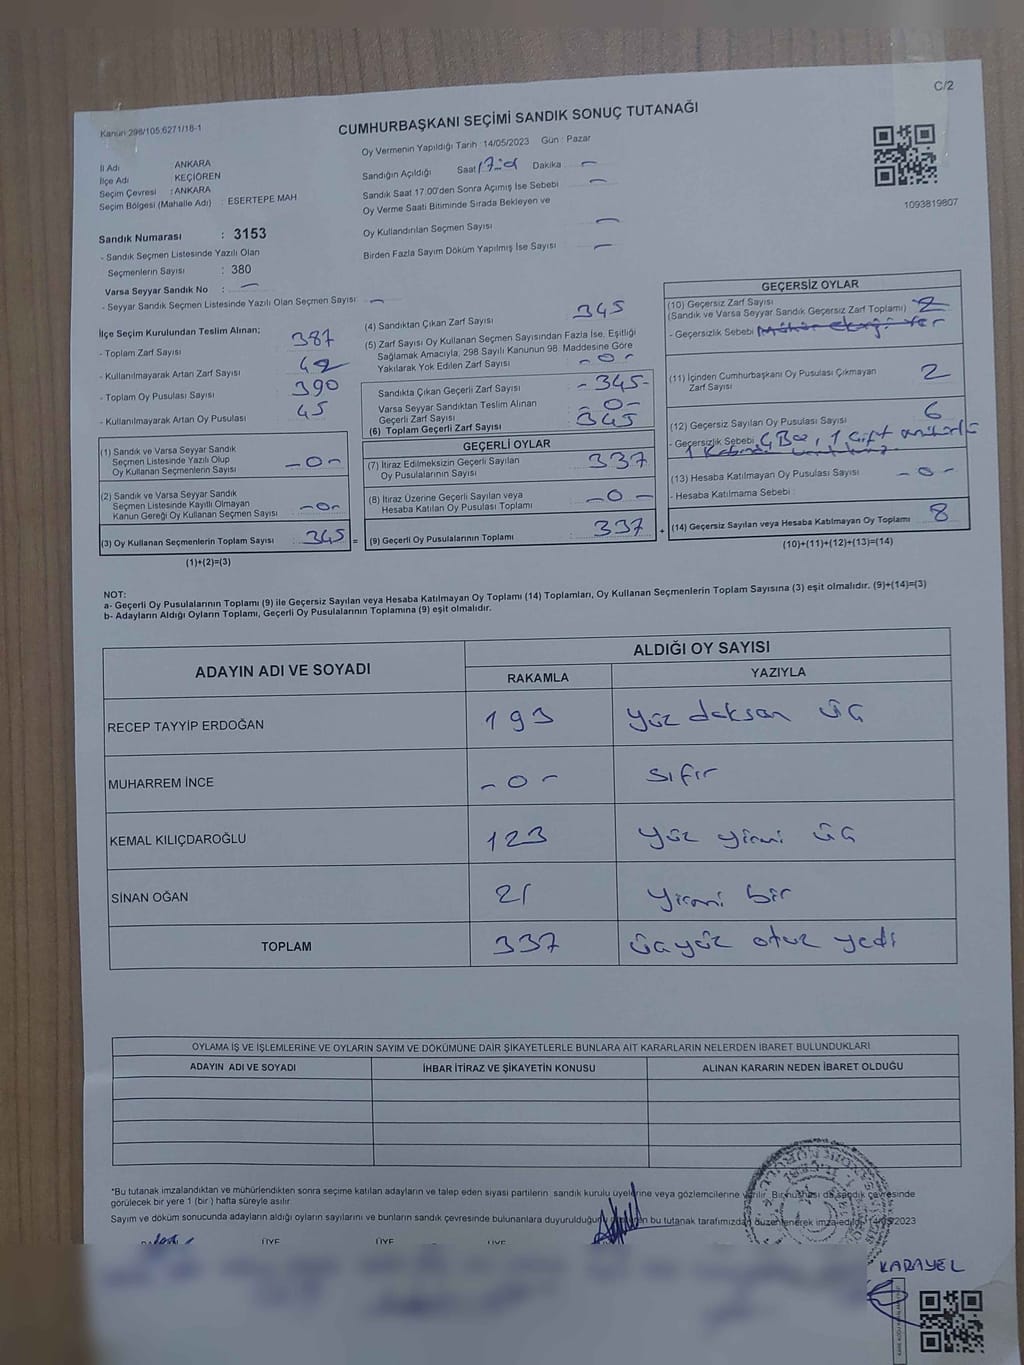 C/2
Kanun 298/105,6271/18-1
CUMHURBAŞKANI SEÇİMİ SANDIK SONUÇ TUTANAĞI
Oy Vermenin Yapıldığı Tarih : 14/05/2023 Gün : Pazar
İl Adı : ANKARA
İlçe Adı : KEÇİÖREN
Seçim Çevresi : ANKARA
Seçim Bölgesi (Mahalle Adı) : ESERTEPE MAH
Sandığın Açıldığı Saat Dakika —
Sandık Saat 17:00'den Sonra Açılmış İse Sebebi —
Oy Verme Saati Bitiminde Sırada Bekleyen ve
Oy Kullandırılan Seçmen Sayısı —
Birden Fazla Sayım Döküm Yapılmış İse Sayısı —
1093819807
Sandık Numarası : 3153
- Sandık Seçmen Listesinde Yazılı Olan
Seçmenlerin Sayısı : 380
Varsa Seyyar Sandık No : —
- Seyyar Sandık Seçmen Listesinde Yazılı Olan Seçmen Sayısı : —
İlçe Seçim Kurulundan Teslim Alınan;
- Toplam Zarf Sayısı 387
- Kullanılmayarak Artan Zarf Sayısı 42
- Toplam Oy Pusulası Sayısı 390
- Kullanılmayarak Artan Oy Pusulası 45
(1) Sandık ve Varsa Seyyar Sandık
Seçmen Listesinde Yazılı Olup
Oy Kullanan Seçmenlerin Sayısı -0-
(2) Sandık ve Varsa Seyyar Sandık
Seçmen Listesinde Kayıtlı Olmayan
Kanun Gereği Oy Kullanan Seçmen Sayısı -0-
(3) Oy Kullanan Seçmenlerin Toplam Sayısı 345 =
(1)+(2)=(3)
(4) Sandıktan Çıkan Zarf Sayısı 345
(5) Zarf Sayısı Oy Kullanan Seçmen Sayısından Fazla İse, Eşitliği
Sağlamak Amacıyla, 298 Sayılı Kanunun 98. Maddesine Göre
Yakılarak Yok Edilen Zarf Sayısı -0-
Sandıkta Çıkan Geçerli Zarf Sayısı -345-
Varsa Seyyar Sandıktan Teslim Alınan
Geçerli Zarf Sayısı -0-
(6) Toplam Geçerli Zarf Sayısı 345
GEÇERLİ OYLAR
(7) İtiraz Edilmeksizin Geçerli Sayılan
Oy Pusulalarının Sayısı 337
(8) İtiraz Üzerine Geçerli Sayılan veya
Hesaba Katılan Oy Pusulası Toplamı -0-
(9) Geçerli Oy Pusulalarının Toplamı 337 +
GEÇERSİZ OYLAR
(10) Geçersiz Zarf Sayısı
(Sandık ve Varsa Seyyar Sandık Geçersiz Zarf Toplamı) 2
- Geçersizlik Sebebi
(11) İçinden Cumhurbaşkanı Oy Pusulası Çıkmayan
Zarf Sayısı 2
(12) Geçersiz Sayılan Oy Pusulası Sayısı 6
- Geçersizlik Sebebi 1 çift mühürlü
(13) Hesaba Katılmayan Oy Pusulası Sayısı -0-
- Hesaba Katılmama Sebebi :
(14) Geçersiz Sayılan veya Hesaba Katılmayan Oy Toplamı 8
(10)+(11)+(12)+(13)=(14)
NOT:
a- Geçerli Oy Pusulalarının Toplamı (9) ile Geçersiz Sayılan veya Hesaba Katılmayan Oy Toplamı (14) Toplamları, Oy Kullanan Seçmenlerin Toplam Sayısına (3) eşit olmalıdır. (9)+(14)=(3)
b- Adayların Aldığı Oyların Toplamı, Geçerli Oy Pusulalarının Toplamına (9) eşit olmalıdır.
ADAYIN ADI VE SOYADI ALDIĞI OY SAYISI
RAKAMLA YAZIYLA
RECEP TAYYİP ERDOĞAN 193 yüz doksan üç
MUHARREM İNCE -0- sıfır
KEMAL KILIÇDAROĞLU 123 yüz yirmi üç
SİNAN OĞAN 21 yirmi bir
TOPLAM 337 üçyüz otuz yedi
OYLAMA İŞ VE İŞLEMLERİNE VE OYLARIN SAYIM VE DÖKÜMÜNE DAİR ŞİKAYETLERLE BUNLARA AİT KARARLARIN NELERDEN İBARET BULUNDUKLARI
ADAYIN ADI VE SOYADI İHBAR İTİRAZ VE ŞİKAYETİN KONUSU ALINAN KARARIN NEDEN İBARET OLDUĞU
*Bu tutanak imzalandıktan ve mühürlendikten sonra seçime katılan adayların ve talep eden siyasi partilerin sandık kurulu üyelerine veya gözlemcilerine verilir. Bir nüshası da sandık çevresinde
görülecek bir yere 1 (bir) hafta süreyle asılır.
Sayım ve döküm sonucunda adayların aldığı oyların sayılarını ve bunların sandık çevresinde bulunanlara duyurulduğunu bu tutanak tarafımızdan düzenlenerek imza edildi. 14/05/2023
ÜYE ÜYE ÜYE
KARAYEL